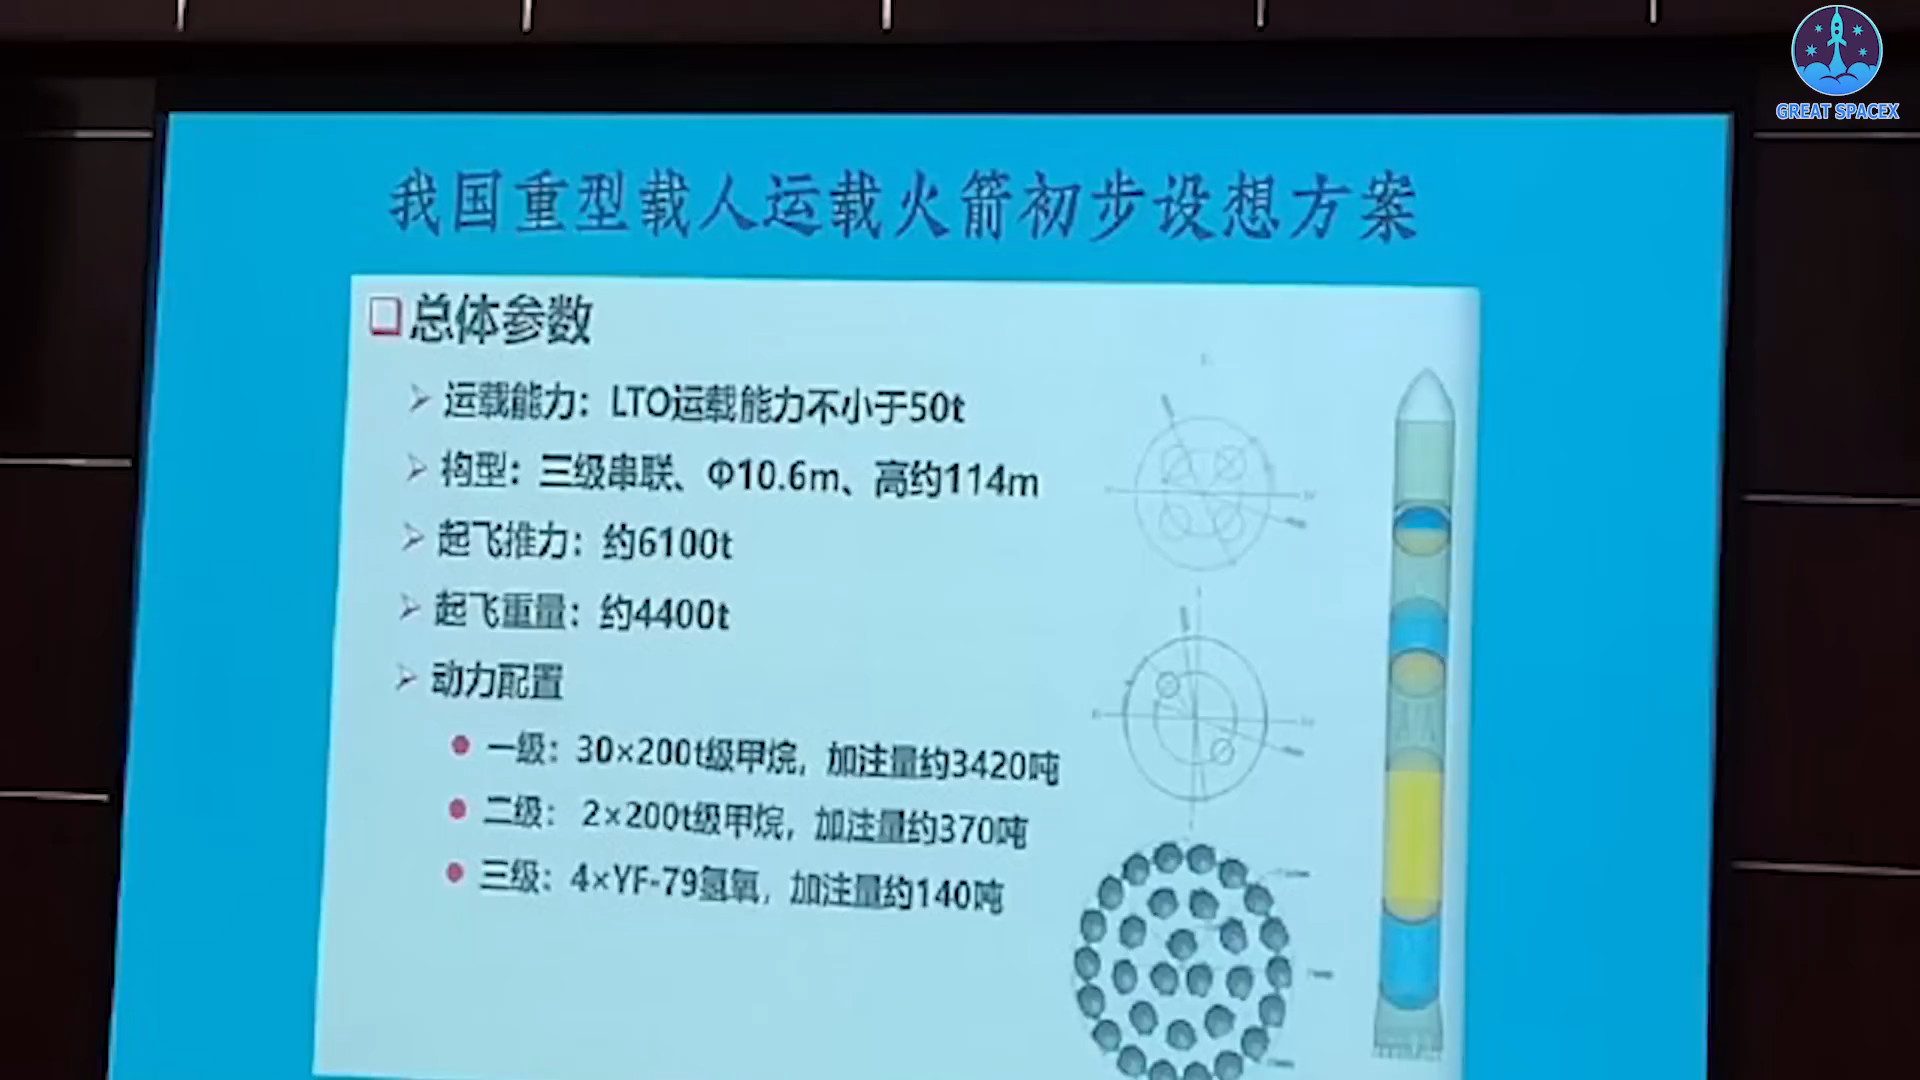 GREAT SPACEX
我国重型载人运载火箭初步设想方案
总体参数
运载能力：LTO运载能力不小于50t
构型：三级串联、Φ10.6m、高约114m
起飞推力：约6100t
起飞重量：约4400t
动力配置
一级：30×200t级甲烷，加注量约3420吨
二级：2×200t级甲烷，加注量约370吨
三级：4×YF-79氢氧，加注量约140吨